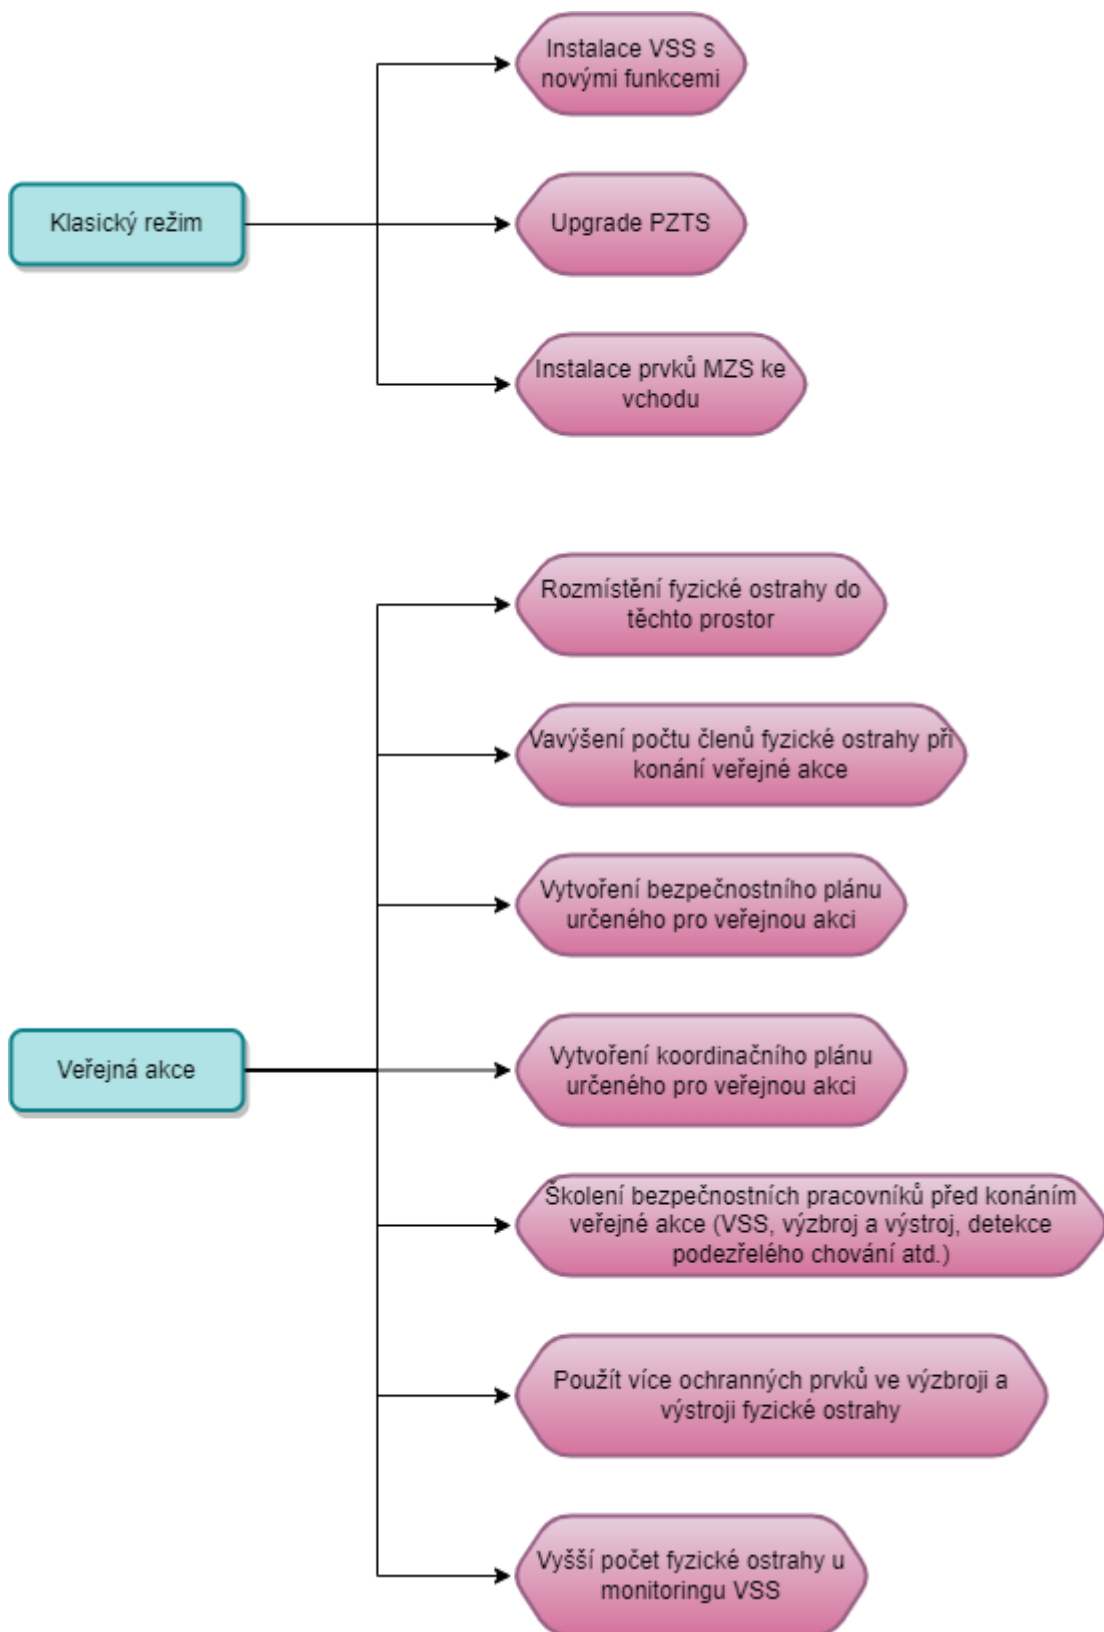 Instalace VSS s
novými funkcemi
Klasický režim
Upgrade PZTS
Instalace prvků MZS ke
vchodu
Rozmístění fyzické ostrahy do
těchto prostor
Vavýšení počtu členů fyzické ostrahy při
konání veřejné akce
Vytvoření bezpečnostního plánu
určeného pro veřejnou akci
Veřejná akce
Vytvoření koordinačního plánu
určeného pro veřejnou akci
Školení bezpečnostních pracovníků před konáním
veřejné akce (VSS, výzbroj a výstroj, detekce
podezřelého chování atd.)
Použít více ochranných prvků ve výzbroji a
výstroji fyzické ostrahy
Vyšší počet fyzické ostrahy u
monitoringu VSS